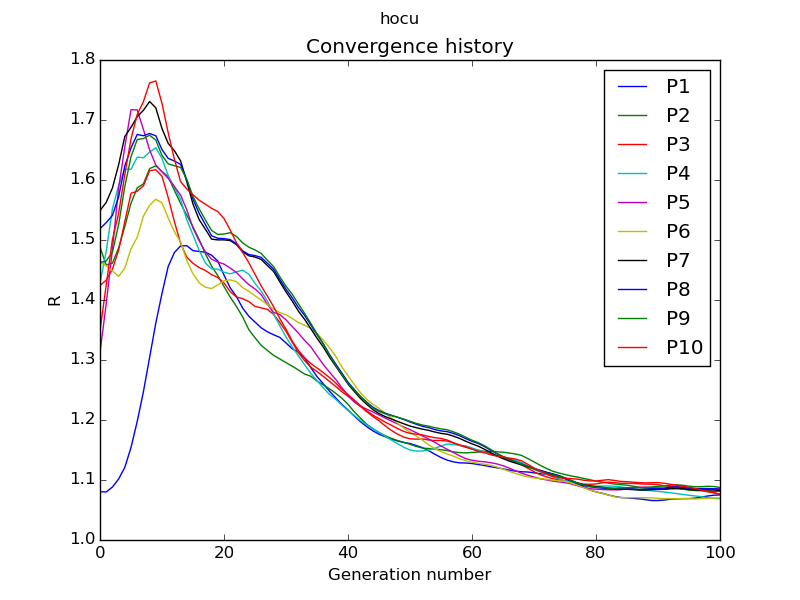 hocu
Convergence history
1.8
1.7
1.6
1.5
1.4
1.3
1.2
1.1
1.0
R
0 20 40 60 80 100
Generation number
P1
P2
P3
P4
P5
P6
P7
P8
P9
P10